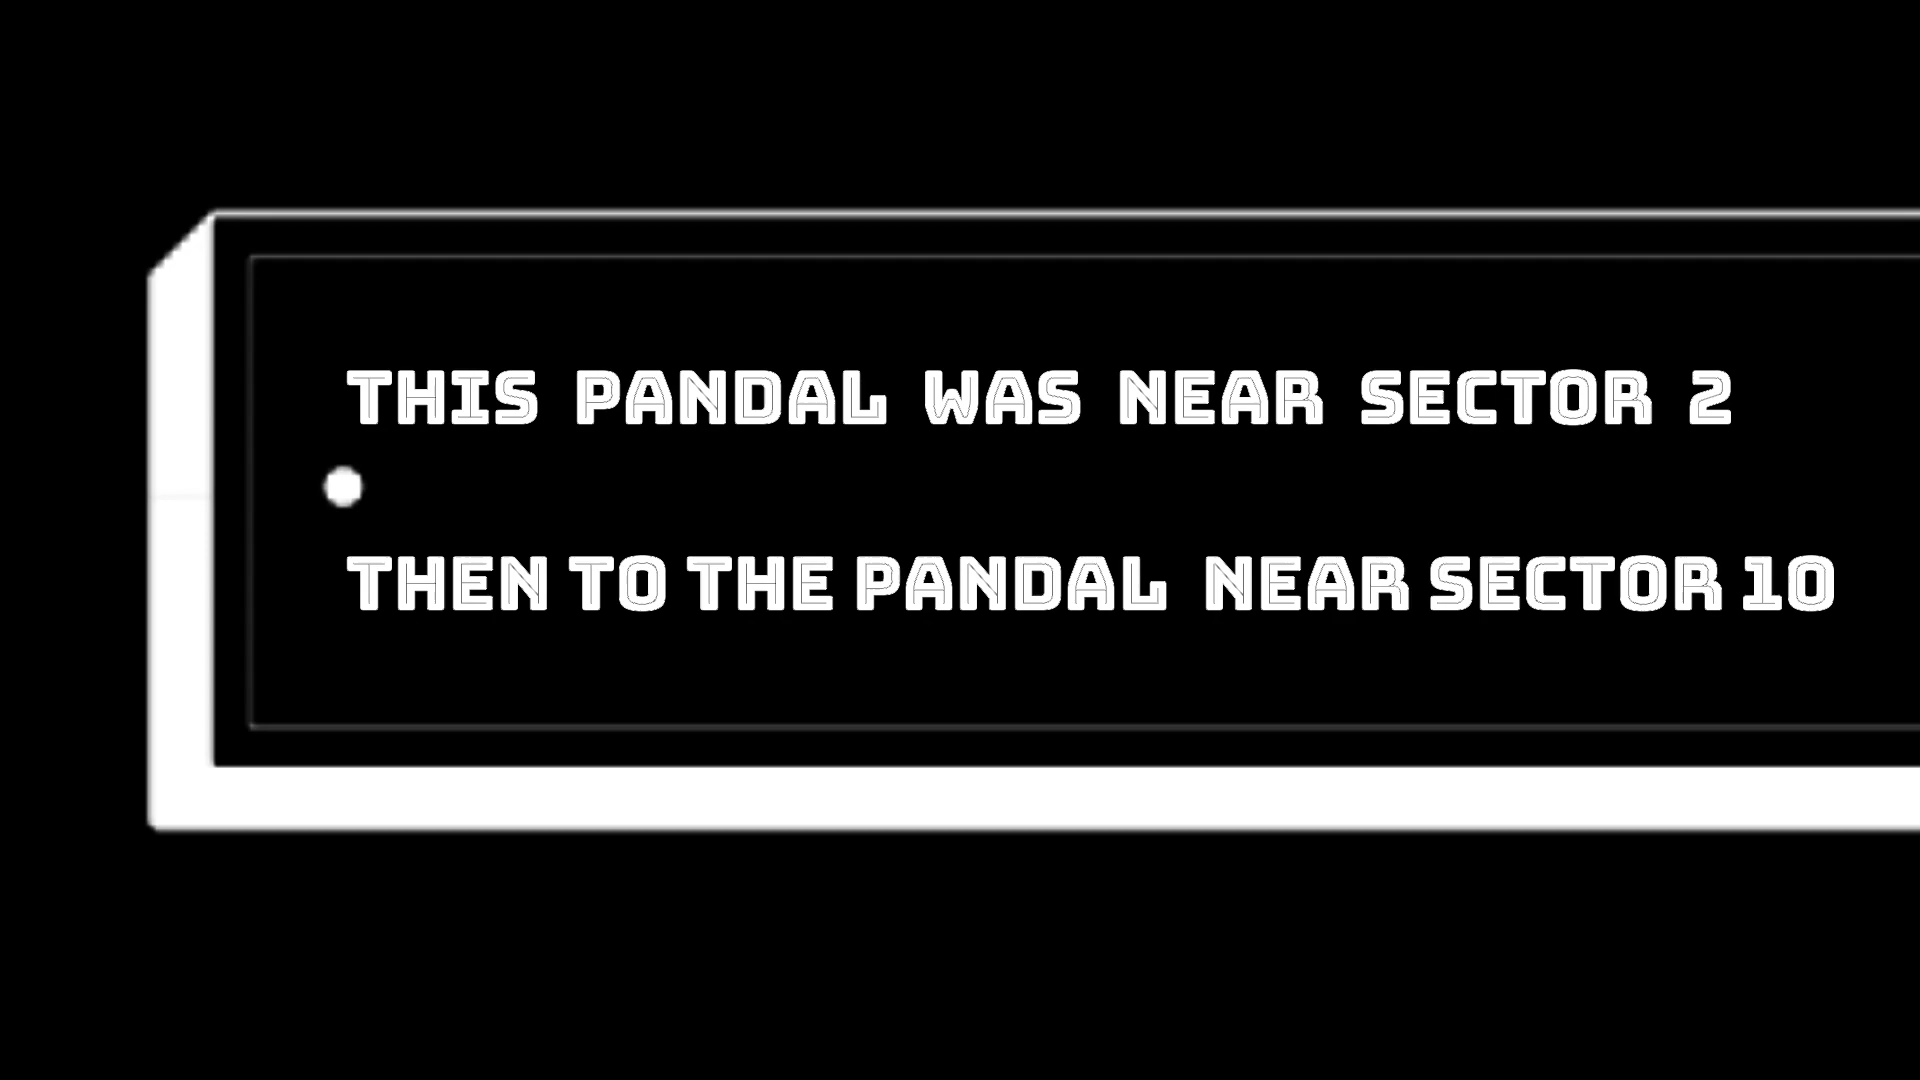 THIS PANDAL WAS NEAR SECTOR 2
THEN TO THE PANDAL NEAR SECTOR 10